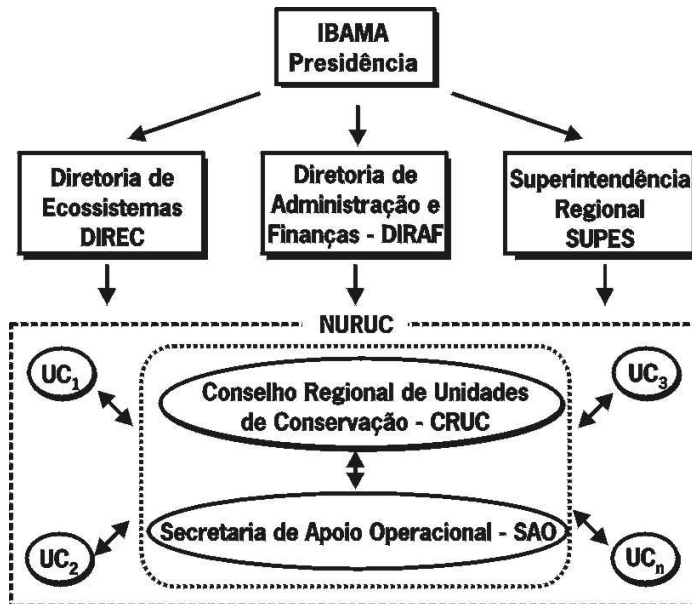 IBAMA
Presidência
Diretoria de
Ecossistemas
DIREC
Diretoria de
Administração e
Finanças - DIRAF
Superintendência
Regional
SUPES
NURUC
UC1
Conselho Regional de Unidades
de Conservação - CRUC
UC3
UC2
Secretaria de Apoio Operacional - SAO
UCn